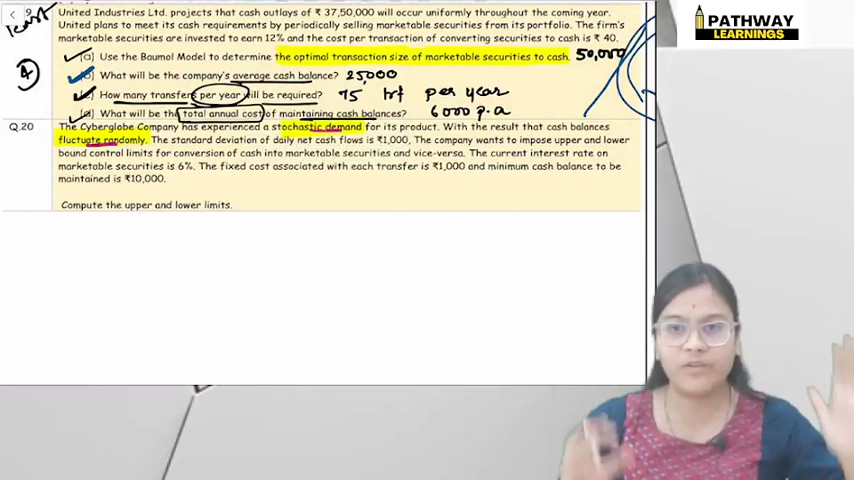 least
United Industries Ltd. projects that cash outlays of ₹ 37,50,000 will occur uniformly throughout the coming year.
United plans to meet its cash requirements by periodically selling marketable securities from its portfolio. The firm's
marketable securities are invested to earn 12% and the cost per transaction of converting securities to cash is ₹ 40.
(a) Use the Baumol Model to determine the optimal transaction size of marketable securities to cash. 50,000
(b) What will be the company's average cash balance? 25,000
(c) How many transfers per year will be required? 75 trf per year
(d) What will be the total annual cost of maintaining cash balances? 6000 p.a
Q.20 The Cyberglobe Company has experienced a stochastic demand for its product. With the result that cash balances
fluctuate randomly. The standard deviation of daily net cash flows is ₹1,000. The company wants to impose upper and lower
bound control limits for conversion of cash into marketable securities and vice-versa. The current interest rate on
marketable securities is 6%. The fixed cost associated with each transfer is ₹1,000 and minimum cash balance to be
maintained is ₹10,000.
Compute the upper and lower limits.
PATHWAY
LEARNINGS